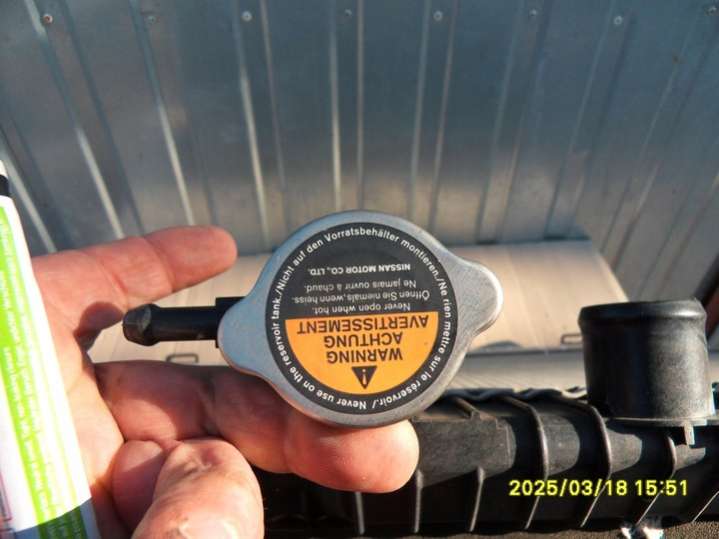 WARNING
ACHTUNG
AVERTISSEMENT
Never open when hot.
Öffnen Sie niemals, wenn heiss.
Ne jamais ouvrir à chaud.
NISSAN MOTOR CO., LTD.
Never use on the reservoir tank./Nicht auf den Vorratsbehälter montieren./Ne rien mettre sur le réservoir./
2025/03/18 15:51